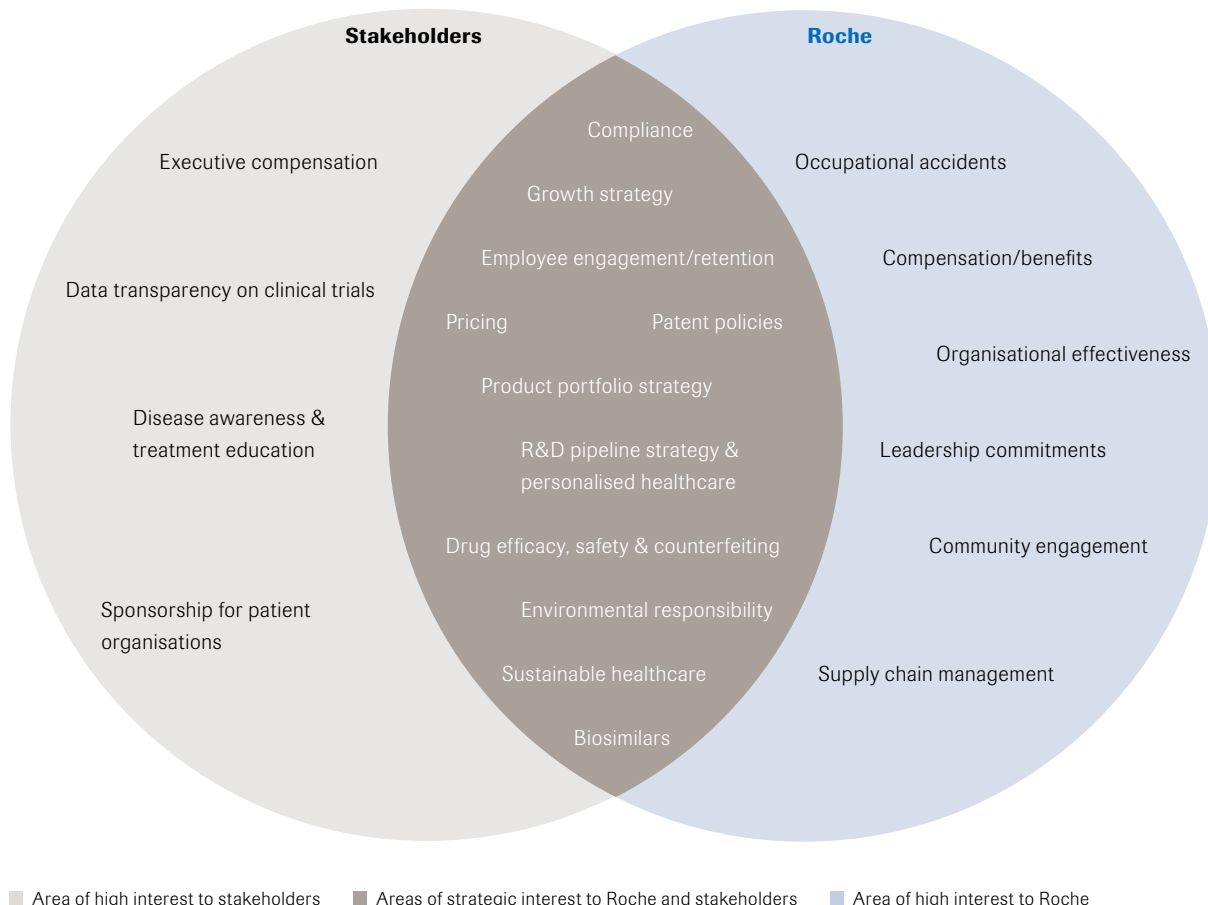 Stakeholders
Roche
Executive compensation
Data transparency on clinical trials
Disease awareness &
treatment education
Sponsorship for patient
organisations
Compliance
Growth strategy
Employee engagement/retention
Pricing
Patent policies
Product portfolio strategy
R&D pipeline strategy &
personalised healthcare
Drug efficacy, safety & counterfeiting
Environmental responsibility
Sustainable healthcare
Biosimilars
Occupational accidents
Compensation/benefits
Organisational effectiveness
Leadership commitments
Community engagement
Supply chain management
Area of high interest to stakeholders
Areas of strategic interest to Roche and stakeholders
Area of high interest to Roche